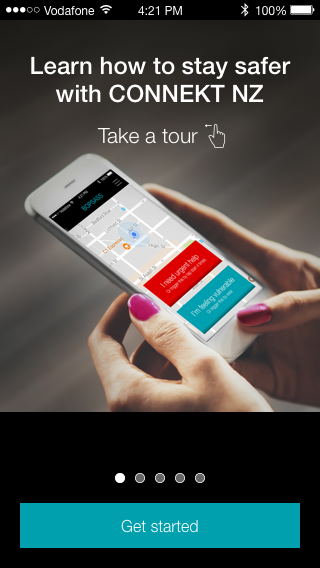 Vodafone 4:21 PM 100%
Learn how to stay safer
with CONNEKT NZ
Take a tour
I need urgent help
I'm feeling vulnerable
Get started